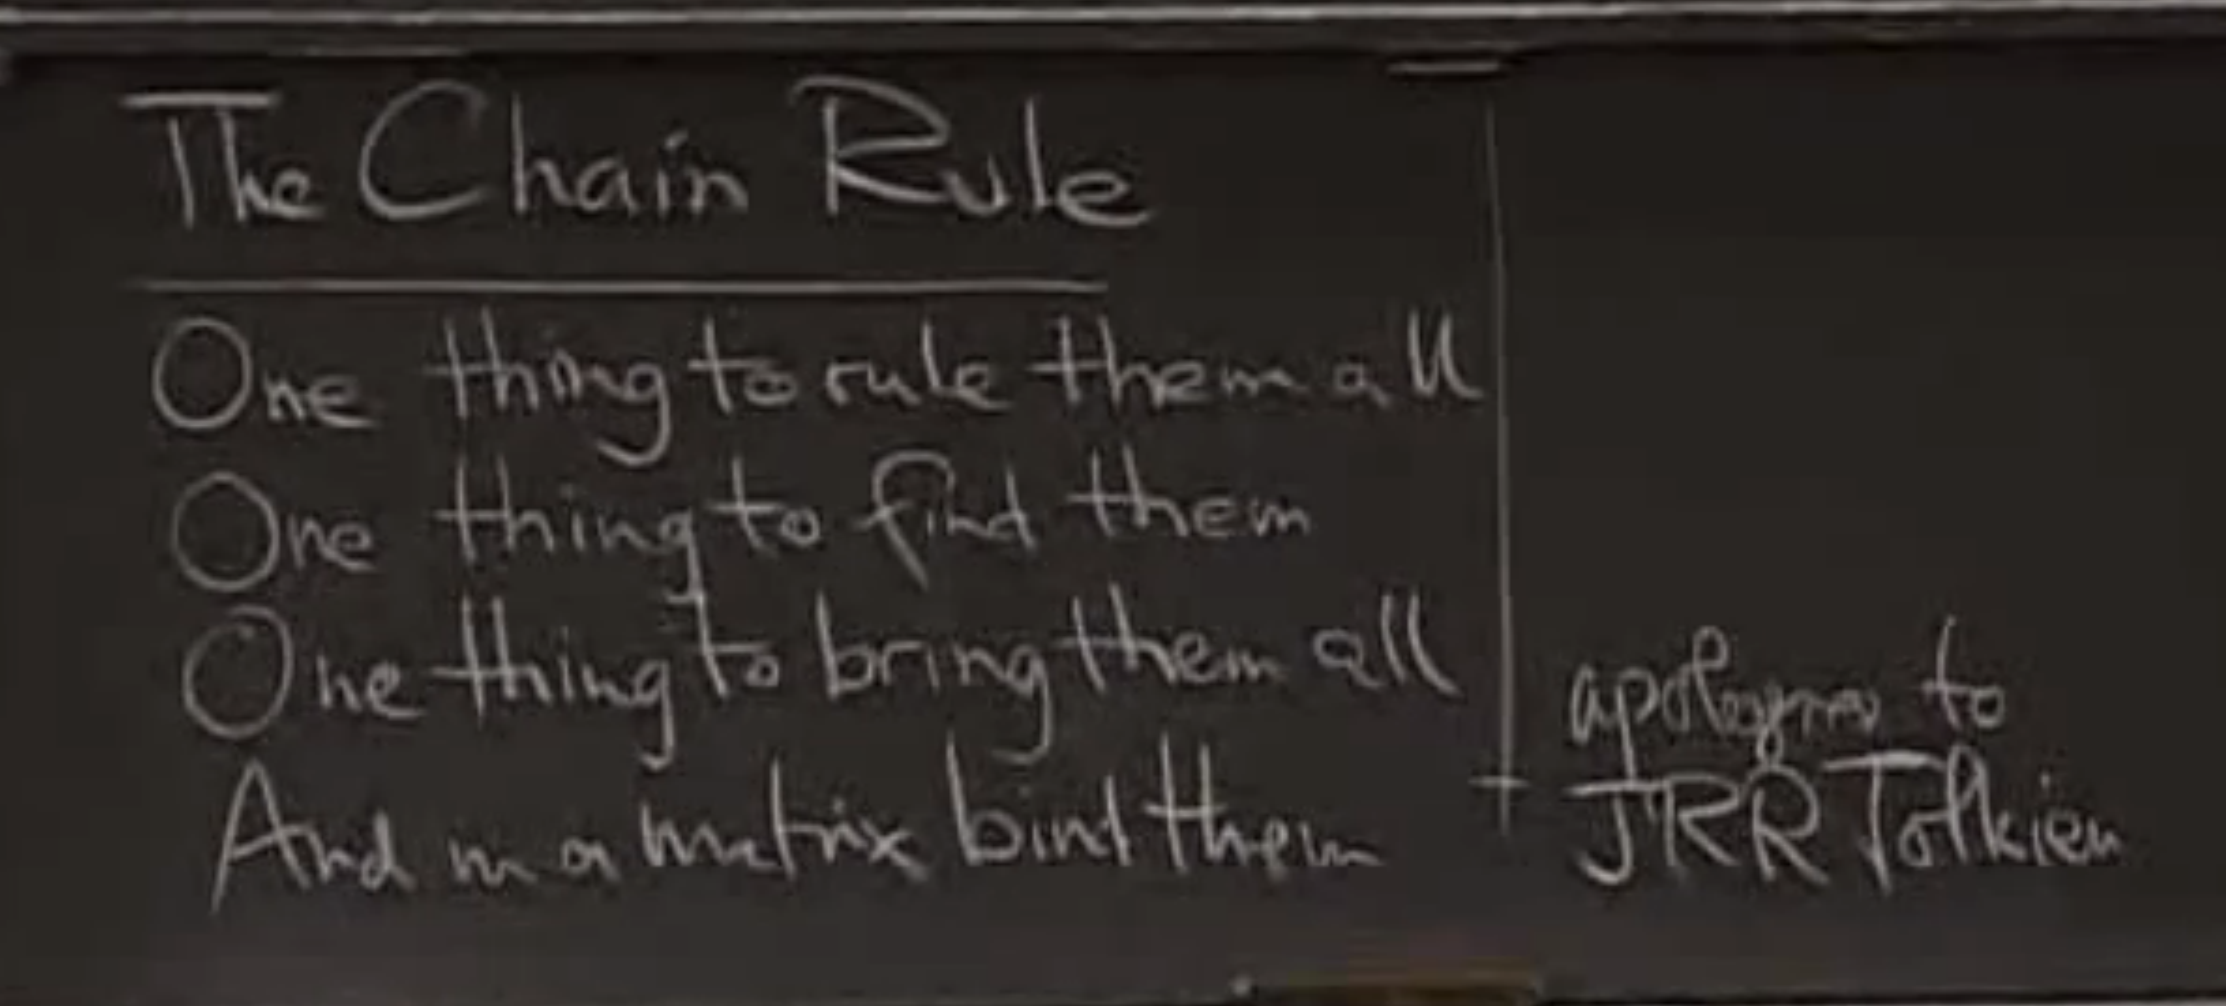 The Chain Rule
One thing to rule them all
One thing to find them
One thing to bring them all
And in a matrix bind them
apologies to
JRR Tolkien